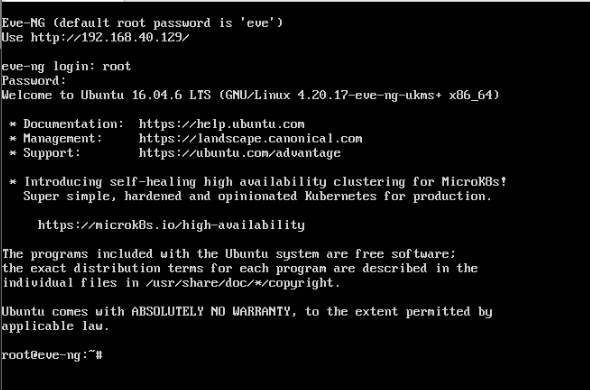 Eve-NG (default root password is 'eve')
Use http://192.168.40.129/
eve-ng login: root
Password:
Welcome to Ubuntu 16.04.6 LTS (GNU/Linux 4.20.17-eve-ng-ukms+ x86_64)
* Documentation:  https://help.ubuntu.com
* Management:     https://landscape.canonical.com
* Support:        https://ubuntu.com/advantage
* Introducing self-healing high availability clustering for MicroK8s!
Super simple, hardened and opinionated Kubernetes for production.
https://microk8s.io/high-availability
The programs included with the Ubuntu system are free software;
the exact distribution terms for each program are described in the
individual files in /usr/share/doc/*/copyright.
Ubuntu comes with ABSOLUTELY NO WARRANTY, to the extent permitted by
applicable law.
root@eve-ng:~#